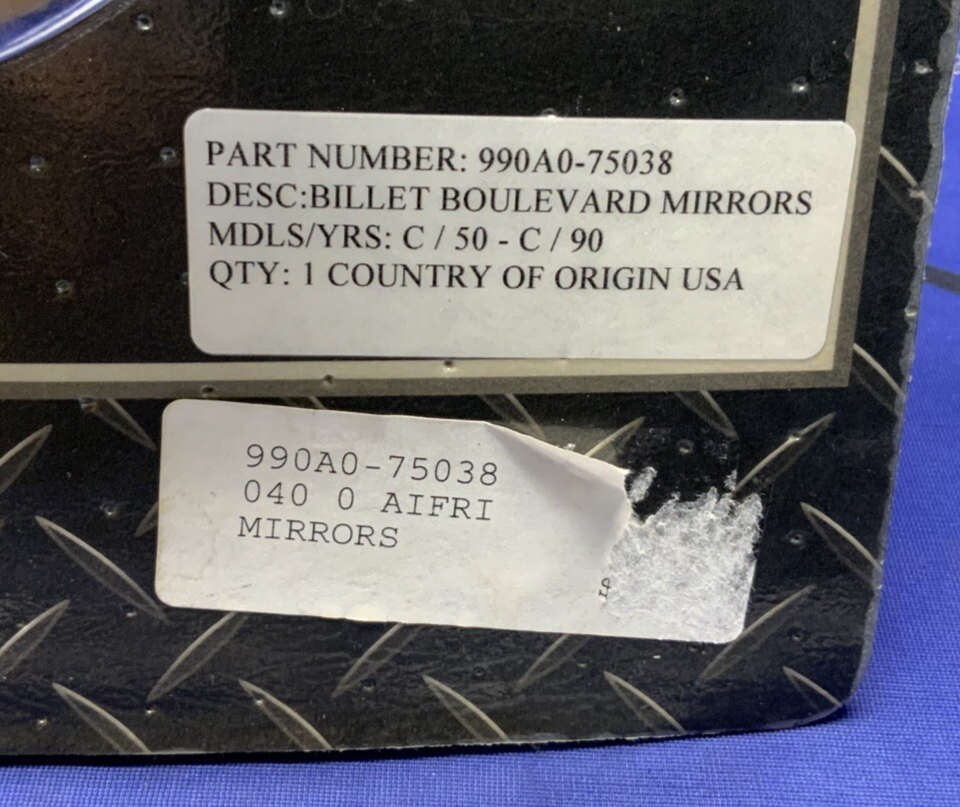 PART NUMBER: 990A0-75038
DESC:BILLET BOULEVARD MIRRORS
MDLS/YRS: C / 50 - C / 90
QTY: 1 COUNTRY OF ORIGIN USA
990A0-75038
040 0 AIFRI
MIRRORS